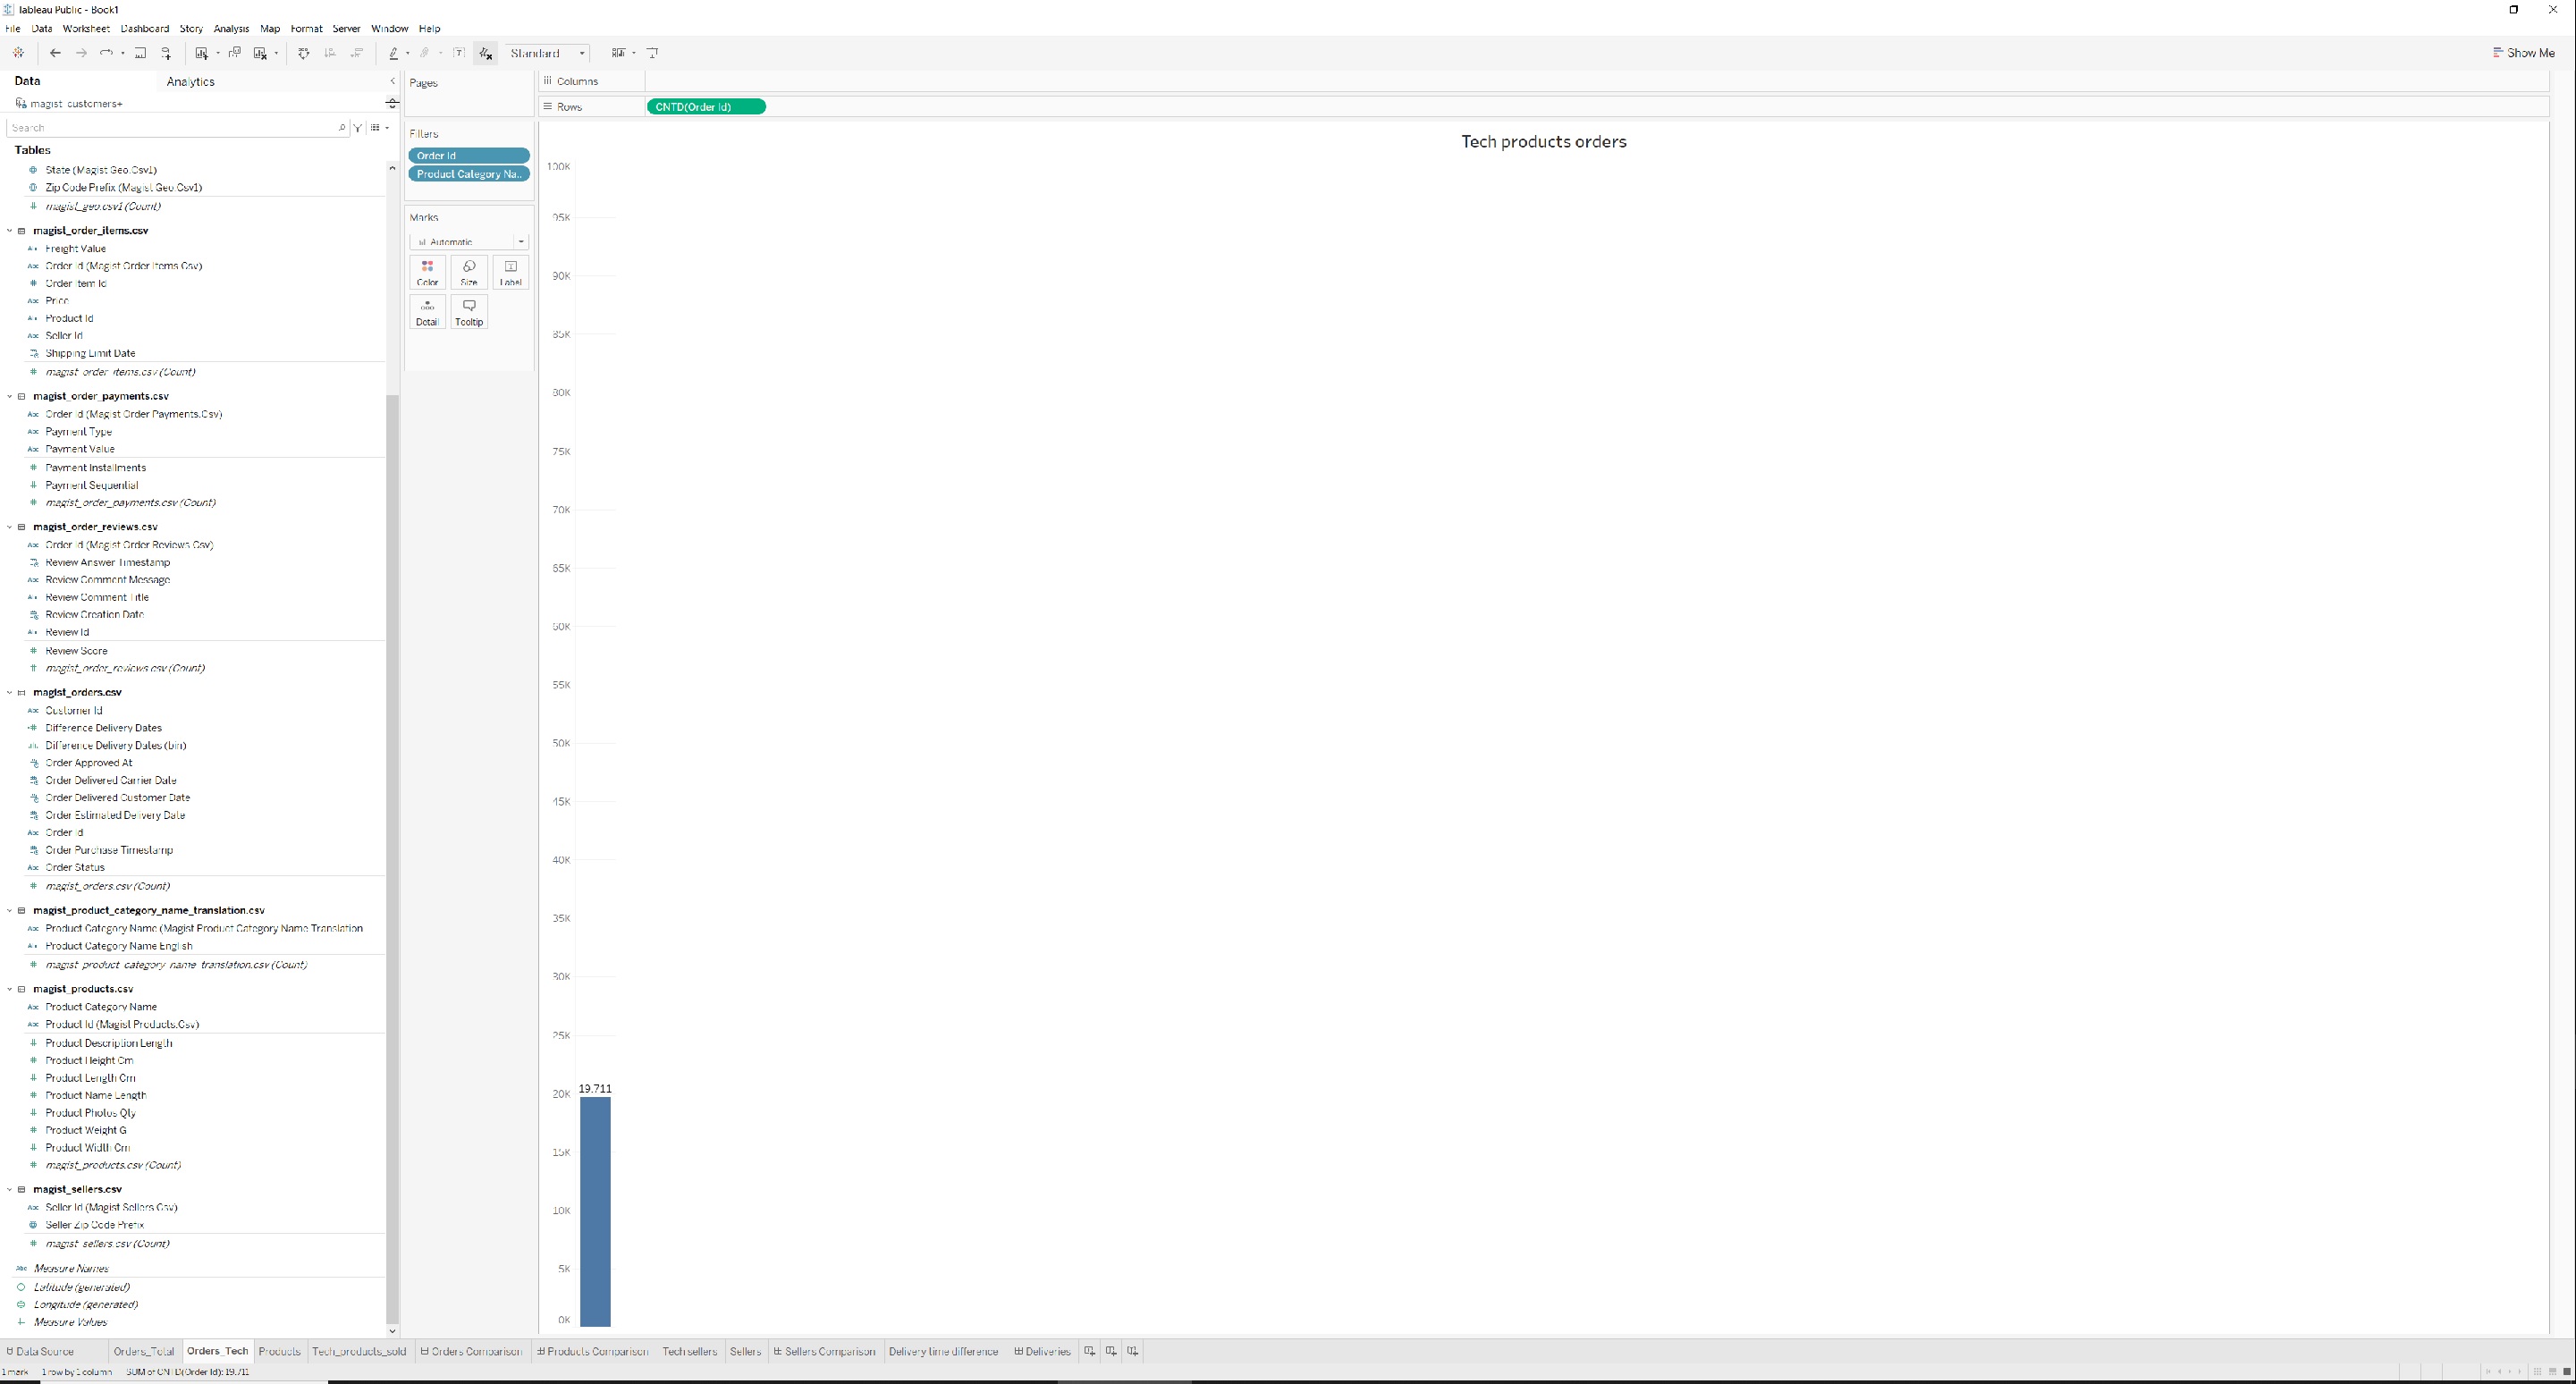 Tableau Public - Book1
File Data Worksheet Dashboard Story Analysis Map Format Server Window Help
Standard
Show Me
Data Analytics
magist_customers+
Search
Tables
State (Magist Geo.Csv1)
Zip Code Prefix (Magist Geo.Csv1)
magist_geo.csv1 (Count)
magist_order_items.csv
Freight Value
Order Id (Magist Order Items.Csv)
Order Item Id
Price
Product Id
Seller Id
Shipping Limit Date
magist_order_items.csv (Count)
magist_order_payments.csv
Order Id (Magist Order Payments.Csv)
Payment Type
Payment Value
Payment Installments
Payment Sequential
magist_order_payments.csv (Count)
magist_order_reviews.csv
Order Id (Magist Order Reviews.Csv)
Review Answer Timestamp
Review Comment Message
Review Comment Title
Review Creation Date
Review Id
Review Score
magist_order_reviews.csv (Count)
magist_orders.csv
Customer Id
Difference Delivery Dates
Difference Delivery Dates (bin)
Order Approved At
Order Delivered Carrier Date
Order Delivered Customer Date
Order Estimated Delivery Date
Order Id
Order Purchase Timestamp
Order Status
magist_orders.csv (Count)
magist_product_category_name_translation.csv
Product Category Name (Magist Product Category Name Translation
Product Category Name English
magist_product_category_name_translation.csv (Count)
magist_products.csv
Product Category Name
Product Id (Magist Products.Csv)
Product Description Length
Product Height Cm
Product Length Cm
Product Name Length
Product Photos Qty
Product Weight G
Product Width Cm
magist_products.csv (Count)
magist_sellers.csv
Seller Id (Magist Sellers.Csv)
Seller Zip Code Prefix
magist_sellers.csv (Count)
Measure Names
Latitude (generated)
Longitude (generated)
Measure Values
Pages
Filters
Order Id
Product Category Na..
Marks
Automatic
Color Size Label
Detail Tooltip
Columns
Rows CNTD(Order Id)
Tech products orders
100K
95K
90K
85K
80K
75K
70K
65K
60K
55K
50K
45K
40K
35K
30K
25K
20K
19.711
15K
10K
5K
0K
Data Source Orders_Total Orders_Tech Products Tech_products_sold Orders Comparison Products Comparison Tech sellers Sellers Sellers Comparison Delivery time difference Deliveries
1 mark 1 row by 1 column SUM of CNTD(Order Id): 19.711